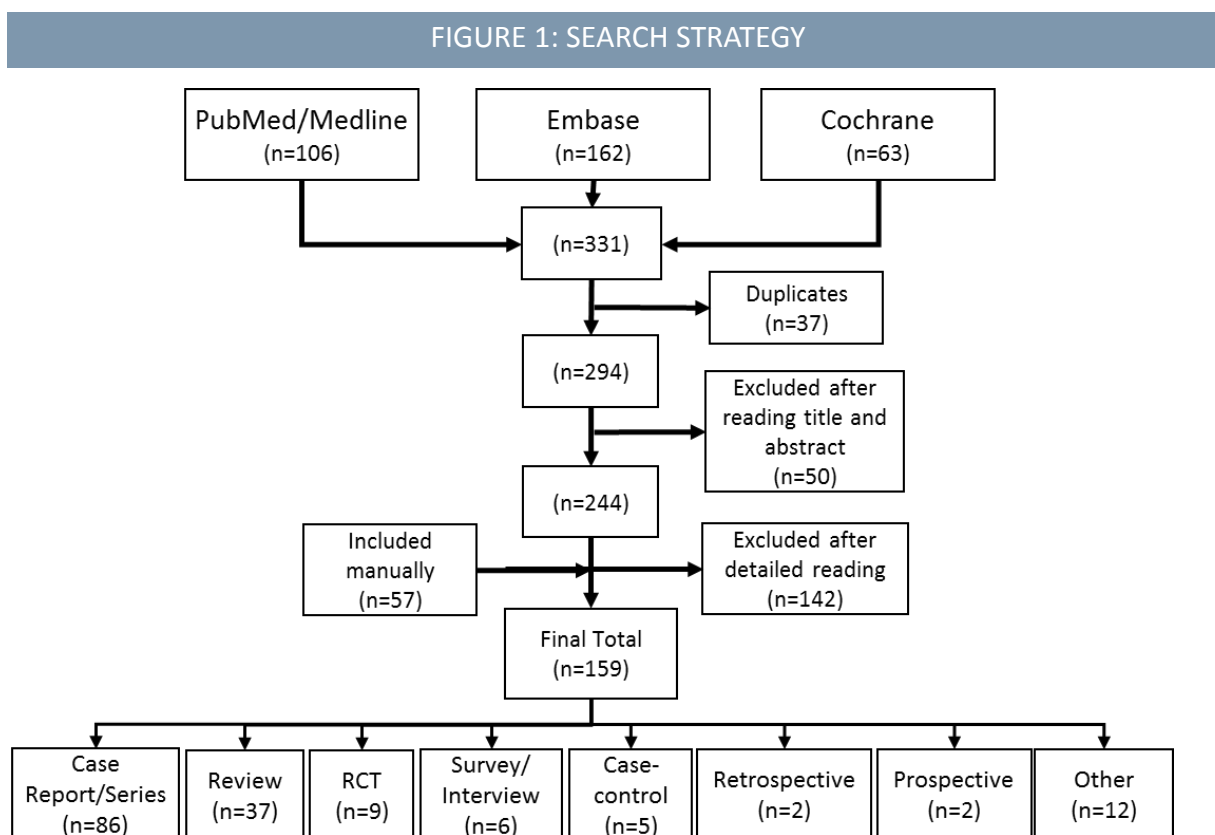 FIGURE 1: SEARCH STRATEGY
PubMed/Medline
(n=106)
Embase
(n=162)
Cochrane
(n=63)
(n=331)
Duplicates
(n=37)
(n=294)
Excluded after
reading title and
abstract
(n=50)
(n=244)
Included
manually
(n=57)
Excluded after
detailed reading
(n=142)
Final Total
(n=159)
Case
Report/Series
(n=86)
Review
(n=37)
RCT
(n=9)
Survey/
Interview
(n=6)
Case-
control
(n=5)
Retrospective
(n=2)
Prospective
(n=2)
Other
(n=12)